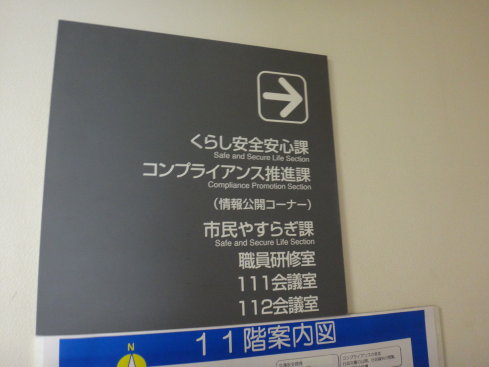 くらし安全安心課
Safe and Secure Life Section
コンプライアンス推進課
Compliance Promotion Section
（情報公開コーナー）
市民やすらぎ課
Safe and Secure Life Section
職員研修室
111会議室
112会議室
11階案内図
N